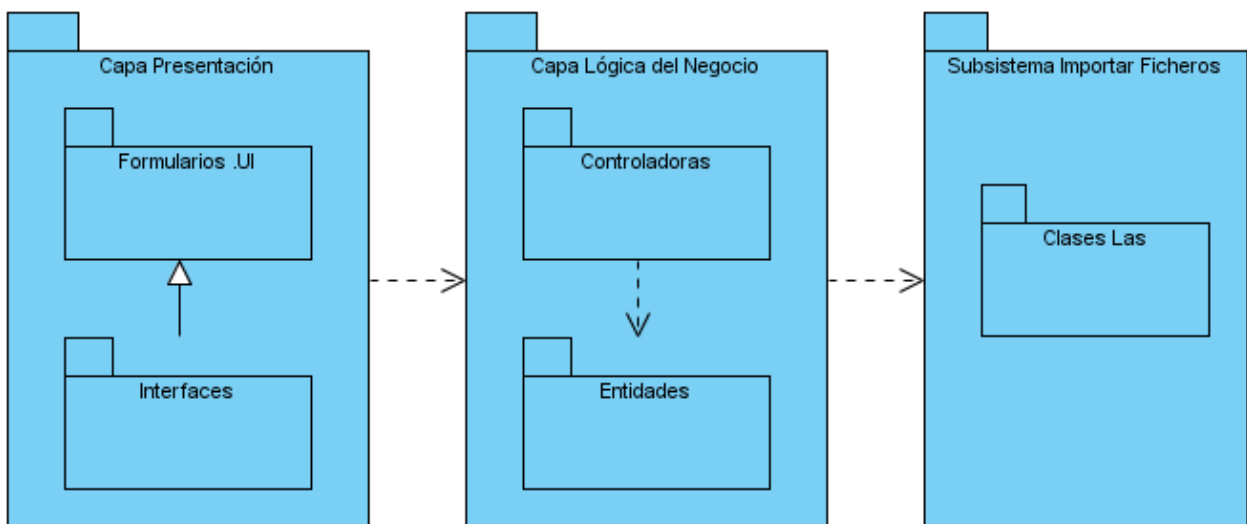 Capa Presentación
Formularios .UI
Interfaces
Capa Lógica del Negocio
Controladoras
Entidades
Subsistema Importar Ficheros
Clases Las